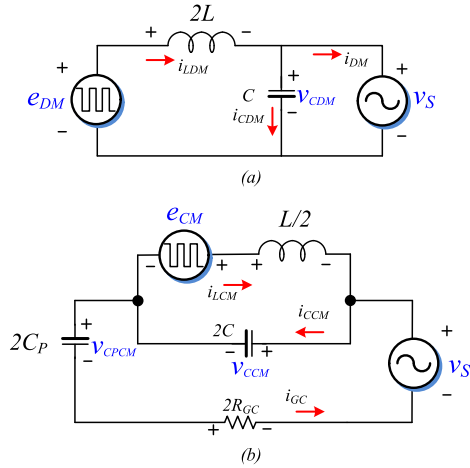 + 2L -
i_LDM
i_DM
+ e_DM -
C + v_CDM -
i_CDM
+ v_S -
(a)
e_CM
L/2
- + + -
i_LCM
i_CCM
2C - +
v_CCM
2C_P + v_CPCM -
+ v_S -
2R_GC
+ -
i_GC
(b)